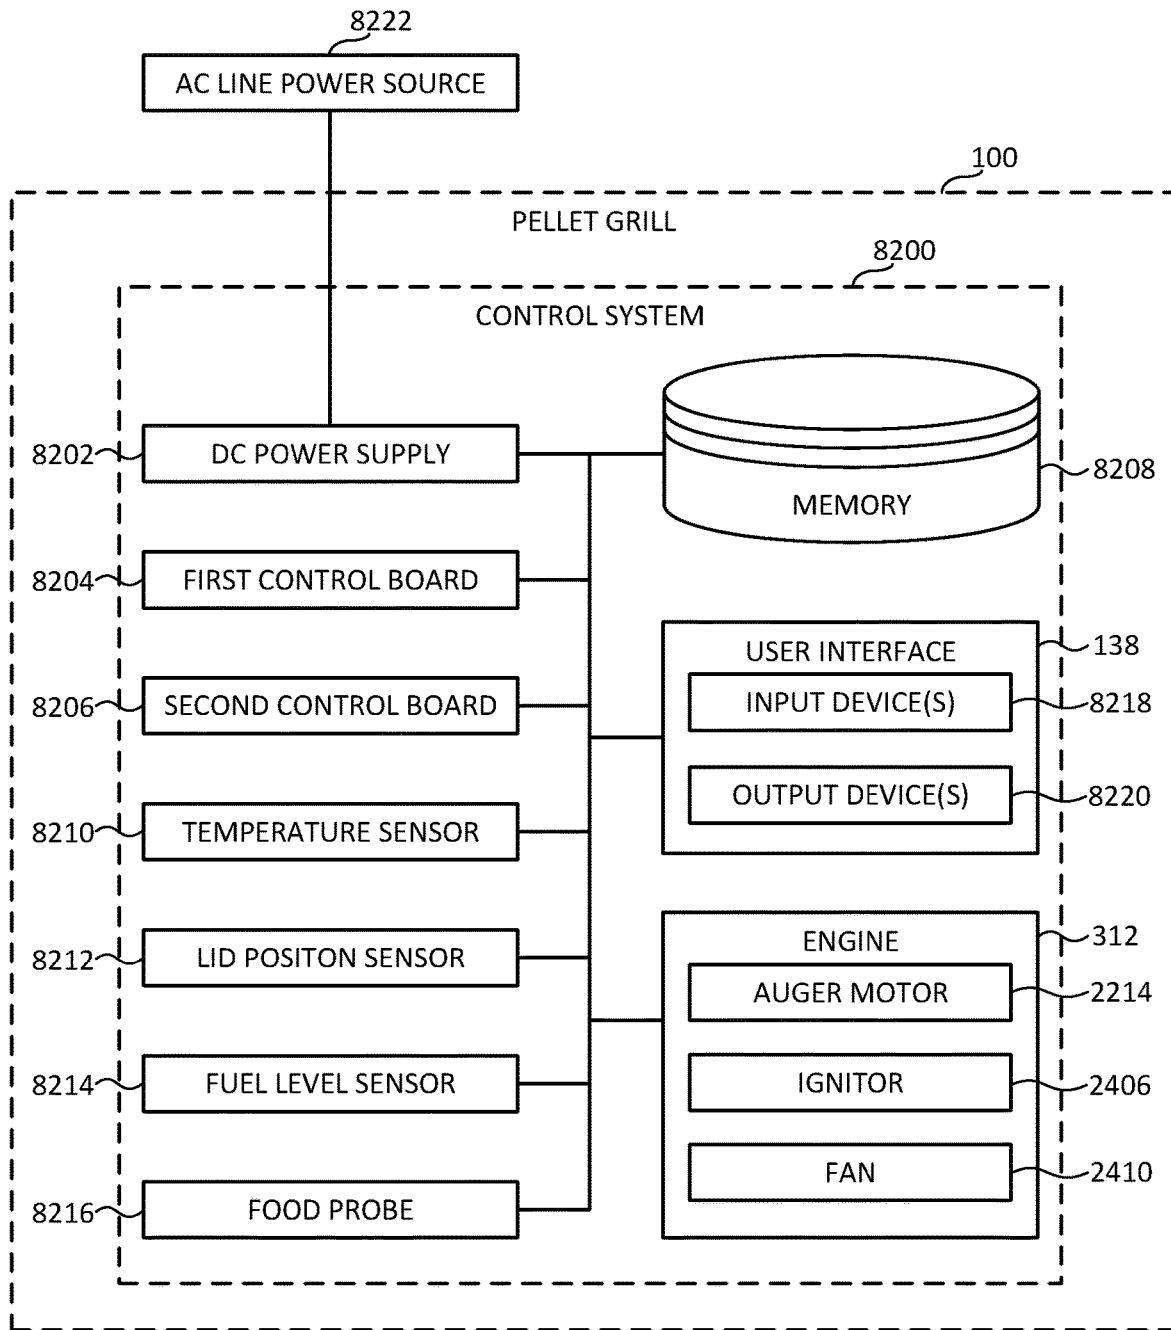 8222
AC LINE POWER SOURCE
100
PELLET GRILL
8200
CONTROL SYSTEM
8202
DC POWER SUPPLY
MEMORY
8208
8204
FIRST CONTROL BOARD
8206
SECOND CONTROL BOARD
USER INTERFACE
138
INPUT DEVICE(S)
8218
OUTPUT DEVICE(S)
8220
8210
TEMPERATURE SENSOR
8212
LID POSITON SENSOR
ENGINE
312
AUGER MOTOR
2214
IGNITOR
2406
FAN
2410
8214
FUEL LEVEL SENSOR
8216
FOOD PROBE